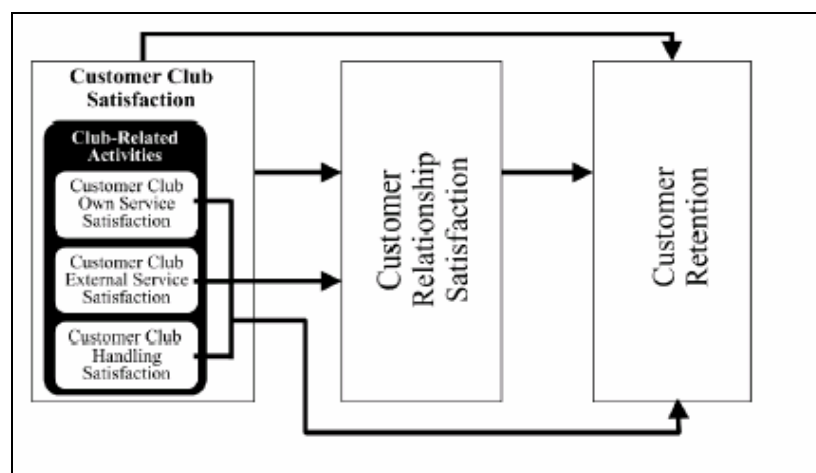 Customer Club
Satisfaction
Club-Related
Activities
Customer Club
Own Service
Satisfaction
Customer Club
External Service
Satisfaction
Customer Club
Handling
Satisfaction
Customer
Relationship
Satisfaction
Customer
Retention